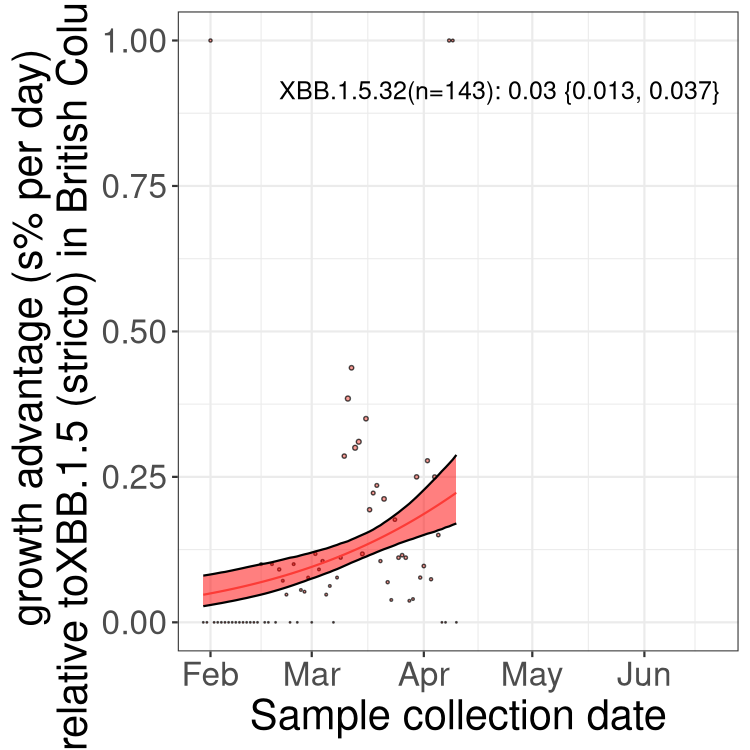 growth advantage (s% per day)
relative toXBB.1.5 (stricto) in British Colu
1.00
0.75
0.50
0.25
0.00
XBB.1.5.32(n=143): 0.03 {0.013, 0.037}
Feb Mar Apr May Jun
Sample collection date